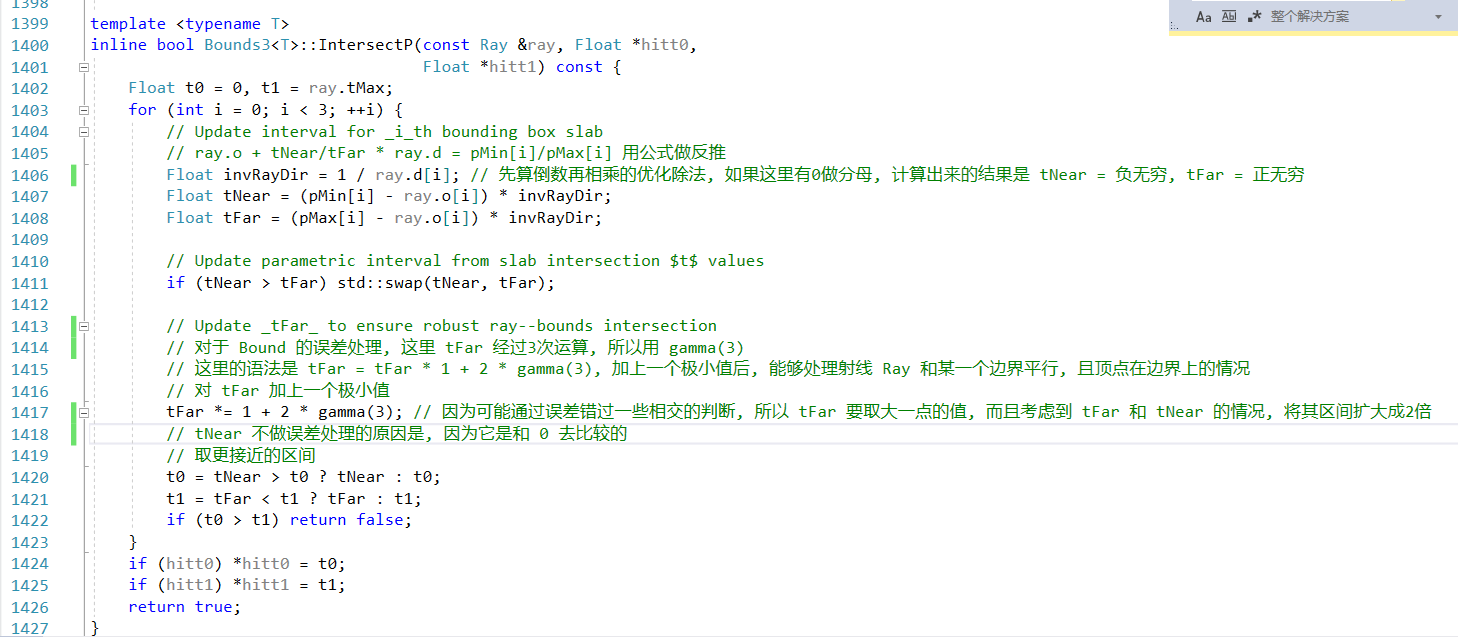 Aa Ab .* 整个解决方案
1398
1399 template <typename T>
1400 inline bool Bounds3<T>::IntersectP(const Ray &ray, Float *hitt0,
1401 Float *hitt1) const {
1402 Float t0 = 0, t1 = ray.tMax;
1403 for (int i = 0; i < 3; ++i) {
1404 // Update interval for _i_th bounding box slab
1405 // ray.o + tNear/tFar * ray.d = pMin[i]/pMax[i] 用公式做反推
1406 Float invRayDir = 1 / ray.d[i]; // 先算倒数再相乘的优化除法, 如果这里有0做分母, 计算出来的结果是 tNear = 负无穷, tFar = 正无穷
1407 Float tNear = (pMin[i] - ray.o[i]) * invRayDir;
1408 Float tFar = (pMax[i] - ray.o[i]) * invRayDir;
1409
1410 // Update parametric interval from slab intersection $t$ values
1411 if (tNear > tFar) std::swap(tNear, tFar);
1412
1413 // Update _tFar_ to ensure robust ray--bounds intersection
1414 // 对于 Bound 的误差处理, 这里 tFar 经过3次运算, 所以用 gamma(3)
1415 // 这里的语法是 tFar = tFar * 1 + 2 * gamma(3), 加上一个极小值后, 能够处理射线 Ray 和某一个边界平行, 且顶点在边界上的情况
1416 // 对 tFar 加上一个极小值
1417 tFar *= 1 + 2 * gamma(3); // 因为可能通过误差错过一些相交的判断, 所以 tFar 要取大一点的值, 而且考虑到 tFar 和 tNear 的情况, 将其区间扩大成2倍
1418 // tNear 不做误差处理的原因是, 因为它是和 0 去比较的
1419 // 取更接近的区间
1420 t0 = tNear > t0 ? tNear : t0;
1421 t1 = tFar < t1 ? tFar : t1;
1422 if (t0 > t1) return false;
1423 }
1424 if (hitt0) *hitt0 = t0;
1425 if (hitt1) *hitt1 = t1;
1426 return true;
1427 }